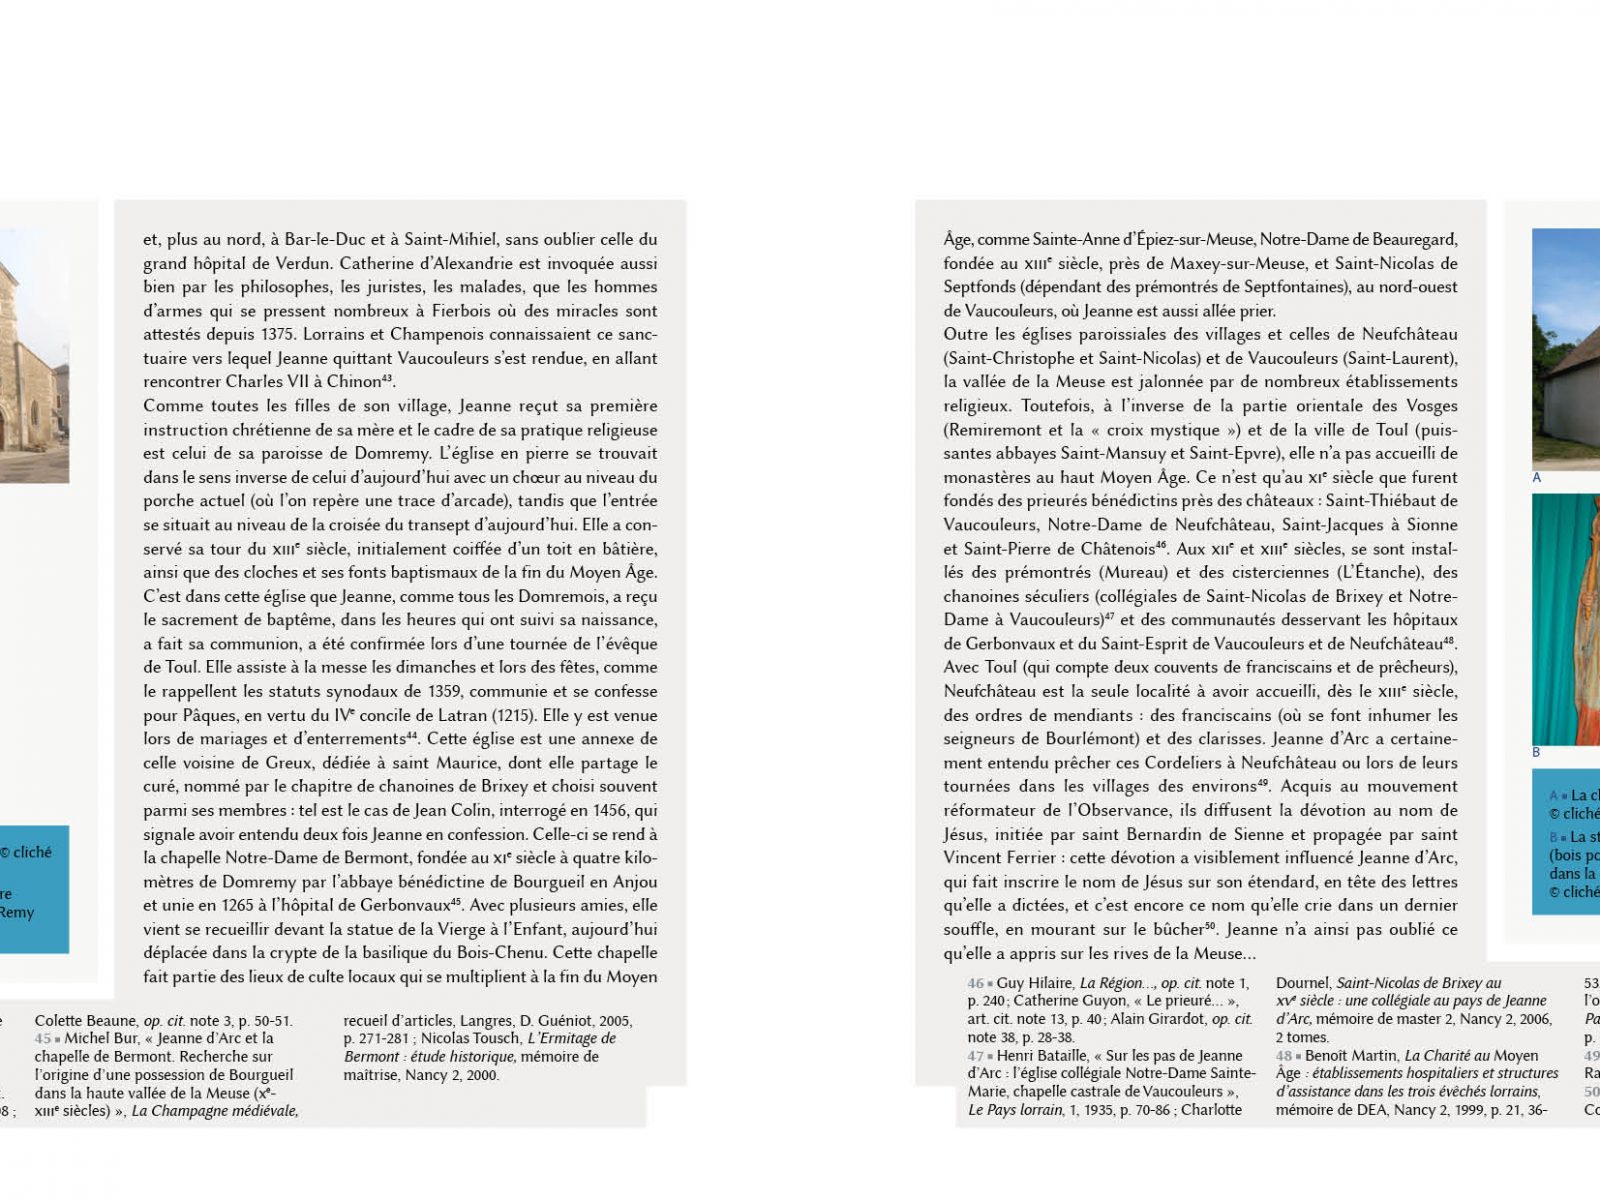 et, plus au nord, à Bar-le-Duc et à Saint-Mihiel, sans oublier celle du
grand hôpital de Verdun. Catherine d'Alexandrie est invoquée aussi
bien par les philosophes, les juristes, les malades, que les hommes
d'armes qui se pressent nombreux à Fierbois où des miracles sont
attestés depuis 1375. Lorrains et Champenois connaissaient ce sanc-
tuaire vers lequel Jeanne quittant Vaucouleurs s'est rendue, en allant
rencontrer Charles VII à Chinon⁴³.
Comme toutes les filles de son village, Jeanne reçut sa première
instruction chrétienne de sa mère et le cadre de sa pratique religieuse
est celui de sa paroisse de Domremy. L'église en pierre se trouvait
dans le sens inverse de celui d'aujourd'hui avec un chœur au niveau du
porche actuel (où l'on repère une trace d'arcade), tandis que l'entrée
se situait au niveau de la croisée du transept d'aujourd'hui. Elle a con-
servé sa tour du XIIIᵉ siècle, initialement coiffée d'un toit en bâtière,
ainsi que des cloches et ses fonts baptismaux de la fin du Moyen Âge.
C'est dans cette église que Jeanne, comme tous les Domremois, a reçu
le sacrement de baptême, dans les heures qui ont suivi sa naissance,
a fait sa communion, a été confirmée lors d'une tournée de l'évêque
de Toul. Elle assiste à la messe les dimanches et lors des fêtes, comme
le rappellent les statuts synodaux de 1359, communie et se confesse
pour Pâques, en vertu du IVᵉ concile de Latran (1215). Elle y est venue
lors de mariages et d'enterrements⁴⁴. Cette église est une annexe de
celle voisine de Greux, dédiée à saint Maurice, dont elle partage le
curé, nommé par le chapitre de chanoines de Brixey et choisi souvent
parmi ses membres : tel est le cas de Jean Colin, interrogé en 1456, qui
signale avoir entendu deux fois Jeanne en confession. Celle-ci se rend à
la chapelle Notre-Dame de Bermont, fondée au XIᵉ siècle à quatre kilo-
mètres de Domremy par l'abbaye bénédictine de Bourgueil en Anjou
et unie en 1265 à l'hôpital de Gerbonvaux⁴⁵. Avec plusieurs amies, elle
vient se recueillir devant la statue de la Vierge à l'Enfant, aujourd'hui
déplacée dans la crypte de la basilique du Bois-Chenu. Cette chapelle
fait partie des lieux de culte locaux qui se multiplient à la fin du Moyen
© cliché
re
Remy
e
.
08 ;
Colette Beaune, op. cit. note 3, p. 50-51.
45 ▪ Michel Bur, « Jeanne d'Arc et la
chapelle de Bermont. Recherche sur
l'origine d'une possession de Bourgueil
dans la haute vallée de la Meuse (xᵉ-
XIIIᵉ siècles) », La Champagne médiévale,
recueil d'articles, Langres, D. Guéniot, 2005,
p. 271-281 ; Nicolas Tousch, L'Ermitage de
Bermont : étude historique, mémoire de
maîtrise, Nancy 2, 2000.
Âge, comme Sainte-Anne d'Épiez-sur-Meuse, Notre-Dame de Beauregard,
fondée au XIIIᵉ siècle, près de Maxey-sur-Meuse, et Saint-Nicolas de
Septfonds (dépendant des prémontrés de Septfontaines), au nord-ouest
de Vaucouleurs, où Jeanne est aussi allée prier.
Outre les églises paroissiales des villages et celles de Neufchâteau
(Saint-Christophe et Saint-Nicolas) et de Vaucouleurs (Saint-Laurent),
la vallée de la Meuse est jalonnée par de nombreux établissements
religieux. Toutefois, à l'inverse de la partie orientale des Vosges
(Remiremont et la « croix mystique ») et de la ville de Toul (puis-
santes abbayes Saint-Mansuy et Saint-Epvre), elle n'a pas accueilli de
monastères au haut Moyen Âge. Ce n'est qu'au XIᵉ siècle que furent
fondés des prieurés bénédictins près des châteaux : Saint-Thiébaut de
Vaucouleurs, Notre-Dame de Neufchâteau, Saint-Jacques à Sionne
et Saint-Pierre de Châtenois⁴⁶. Aux XIIᵉ et XIIIᵉ siècles, se sont instal-
lés des prémontrés (Mureau) et des cisterciennes (L'Étanche), des
chanoines séculiers (collégiales de Saint-Nicolas de Brixey et Notre-
Dame à Vaucouleurs)⁴⁷ et des communautés desservant les hôpitaux
de Gerbonvaux et du Saint-Esprit de Vaucouleurs et de Neufchâteau⁴⁸.
Avec Toul (qui compte deux couvents de franciscains et de prêcheurs),
Neufchâteau est la seule localité à avoir accueilli, dès le XIIIᵉ siècle,
des ordres de mendiants : des franciscains (où se font inhumer les
seigneurs de Bourlémont) et des clarisses. Jeanne d'Arc a certaine-
ment entendu prêcher ces Cordeliers à Neufchâteau ou lors de leurs
tournées dans les villages des environs⁴⁹. Acquis au mouvement
réformateur de l'Observance, ils diffusent la dévotion au nom de
Jésus, initiée par saint Bernardin de Sienne et propagée par saint
Vincent Ferrier : cette dévotion a visiblement influencé Jeanne d'Arc,
qui fait inscrire le nom de Jésus sur son étendard, en tête des lettres
qu'elle a dictées, et c'est encore ce nom qu'elle crie dans un dernier
souffle, en mourant sur le bûcher⁵⁰. Jeanne n'a ainsi pas oublié ce
qu'elle a appris sur les rives de la Meuse...
46 ▪ Guy Hilaire, La Région..., op. cit. note 1,
p. 240 ; Catherine Guyon, « Le prieuré... »,
art. cit. note 13, p. 40 ; Alain Girardot, op. cit.
note 38, p. 28-38.
47 ▪ Henri Bataille, « Sur les pas de Jeanne
d'Arc : l'église collégiale Notre-Dame Sainte-
Marie, chapelle castrale de Vaucouleurs »,
Le Pays lorrain, 1, 1935, p. 70-86 ; Charlotte
Dournel, Saint-Nicolas de Brixey au
xvᵉ siècle : une collégiale au pays de Jeanne
d'Arc, mémoire de master 2, Nancy 2, 2006,
2 tomes.
48 ▪ Benoît Martin, La Charité au Moyen
Âge : établissements hospitaliers et structures
d'assistance dans les trois évêchés lorrains,
mémoire de DEA, Nancy 2, 1999, p. 21, 36-
53
l'o
Pa
p.
49
Ra
50
Co
A
B
A ▪ La c
© cliché
B ▪ La st
(bois po
dans la
© cliché